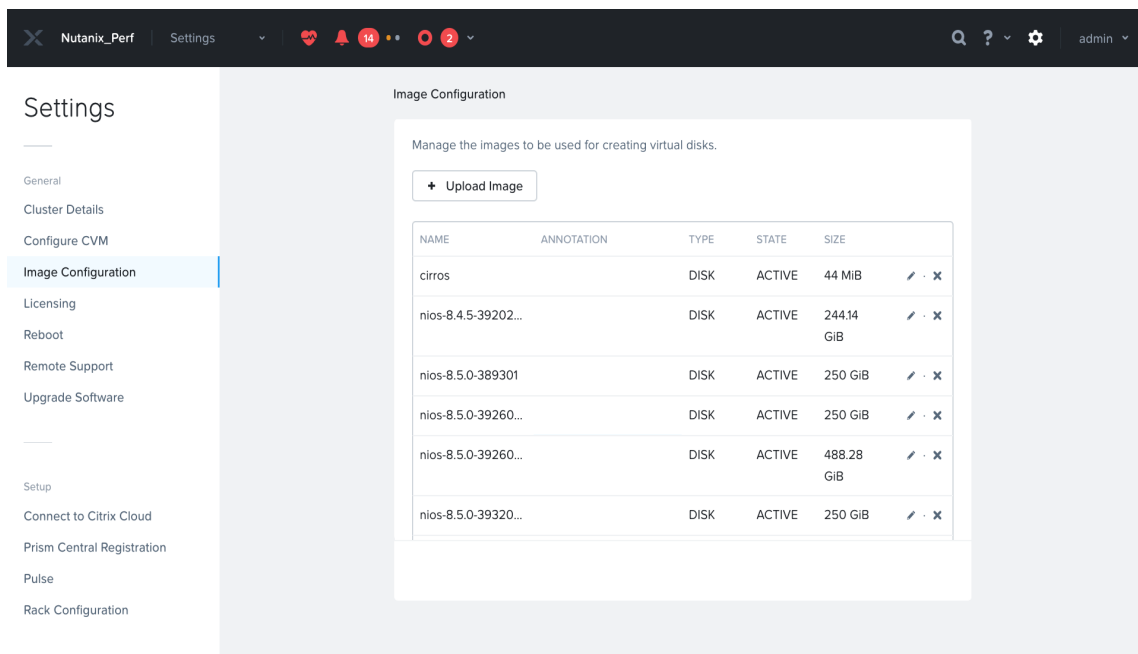 Nutanix_Perf Settings 14 2 ? admin
Settings
General
Cluster Details
Configure CVM
Image Configuration
Licensing
Reboot
Remote Support
Upgrade Software
Setup
Connect to Citrix Cloud
Prism Central Registration
Pulse
Rack Configuration
Image Configuration
Manage the images to be used for creating virtual disks.
+ Upload Image
NAME ANNOTATION TYPE STATE SIZE
cirros DISK ACTIVE 44 MiB
nios-8.4.5-39202... DISK ACTIVE 244.14
GiB
nios-8.5.0-389301 DISK ACTIVE 250 GiB
nios-8.5.0-39260... DISK ACTIVE 250 GiB
nios-8.5.0-39260... DISK ACTIVE 488.28
GiB
nios-8.5.0-39320... DISK ACTIVE 250 GiB